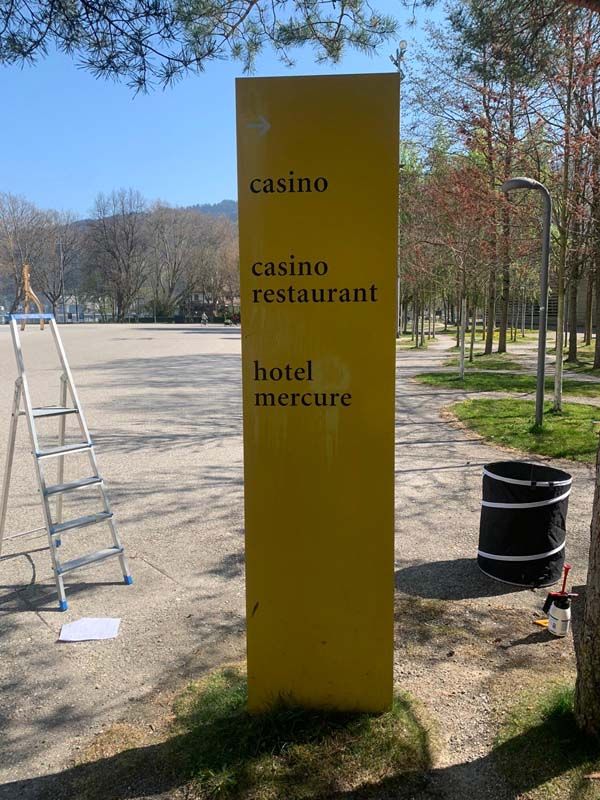 casino
casino
restaurant
hotel
mercure